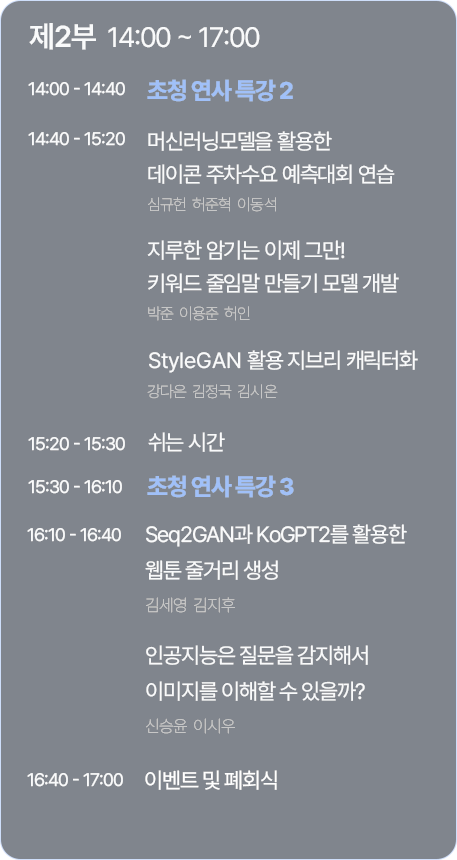 제2부 14:00 ~ 17:00
14:00 - 14:40 초청 연사 특강 2
14:40 - 15:20 머신러닝모델을 활용한
데이콘 주차수요 예측대회 연습
심규헌 허준혁 이동석
지루한 암기는 이제 그만!
키워드 줄임말 만들기 모델 개발
박준 이용준 허인
StyleGAN 활용 지브리 캐릭터화
강다은 김정국 김시온
15:20 - 15:30 쉬는 시간
15:30 - 16:10 초청 연사 특강 3
16:10 - 16:40 Seq2GAN과 KoGPT2를 활용한
웹툰 줄거리 생성
김세영 김지후
인공지능은 질문을 감지해서
이미지를 이해할 수 있을까?
신승윤 이시우
16:40 - 17:00 이벤트 및 폐회식